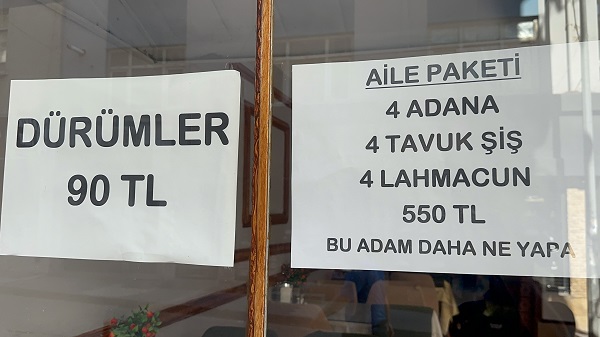 DÜRÜMLER
90 TL
AİLE PAKETİ
4 ADANA
4 TAVUK ŞİŞ
4 LAHMACUN
550 TL
BU ADAM DAHA NE YAPA